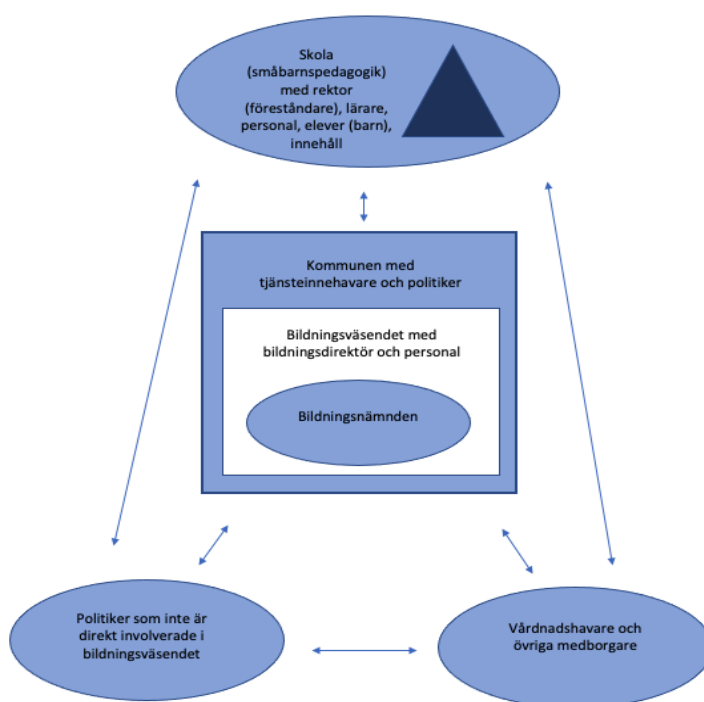 Skola
(småbarnspedagogik)
med rektor
(föreståndare), lärare,
personal, elever (barn),
innehåll
Kommunen med
tjänsteinnehavare och politiker
Bildningsväsendet med
bildningsdirektör och personal
Bildningsnämnden
Politiker som inte är
direkt involverade i
bildningsväsendet
Vårdnadshavare och
övriga medborgare